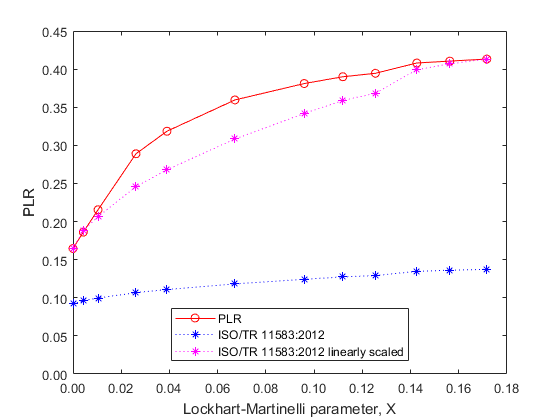 0.45
0.40
0.35
0.30
0.25
0.20
0.15
0.10
0.05
0.00
PLR
PLR
ISO/TR 11583:2012
ISO/TR 11583:2012 linearly scaled
0.00 0.02 0.04 0.06 0.08 0.10 0.12 0.14 0.16 0.18
Lockhart-Martinelli parameter, X